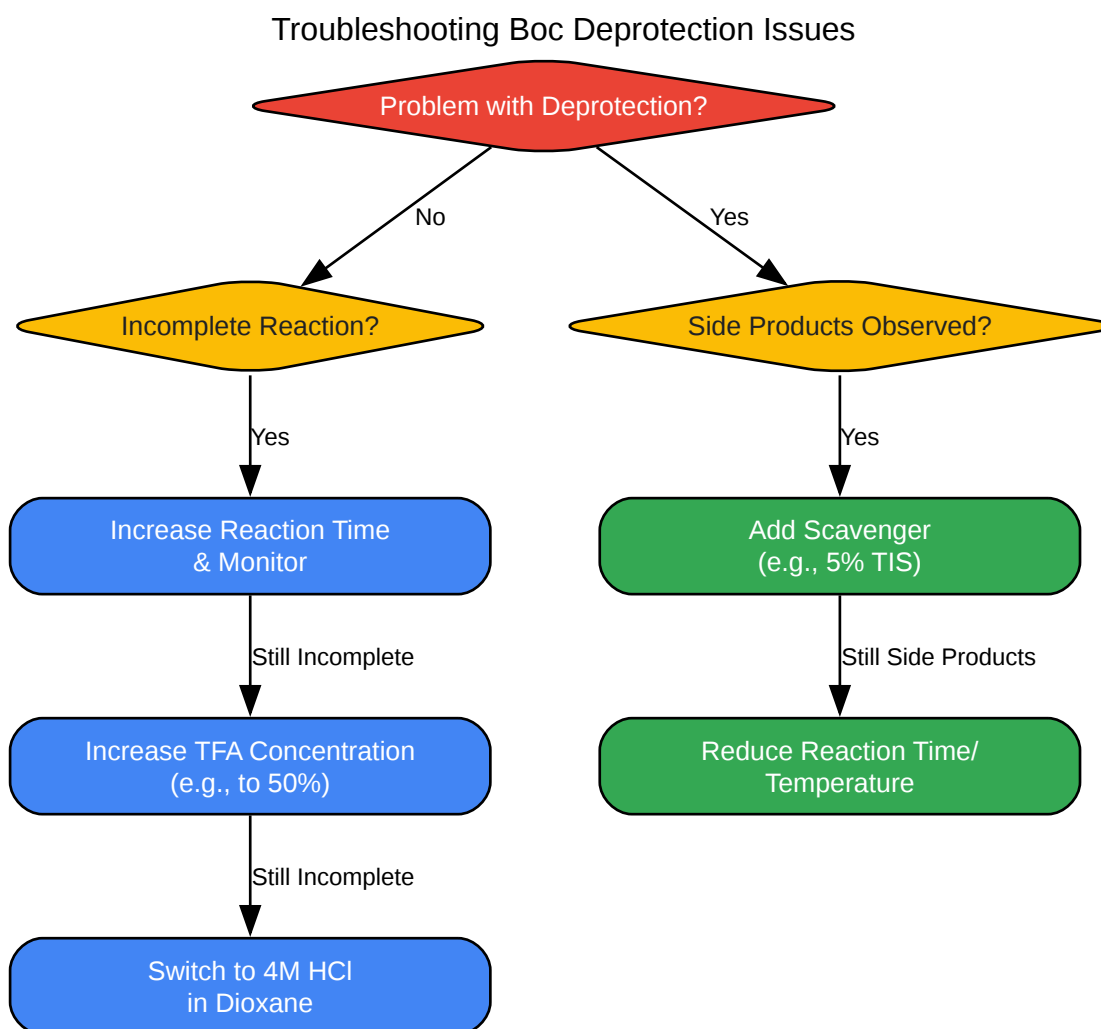 Troubleshooting Boc Deprotection Issues
Problem with Deprotection?
No
Yes
Incomplete Reaction?
Side Products Observed?
Yes
Yes
Increase Reaction Time
& Monitor
Add Scavenger
(e.g., 5% TIS)
Still Incomplete
Still Side Products
Increase TFA Concentration
(e.g., to 50%)
Reduce Reaction Time/
Temperature
Still Incomplete
Switch to 4M HCl
in Dioxane